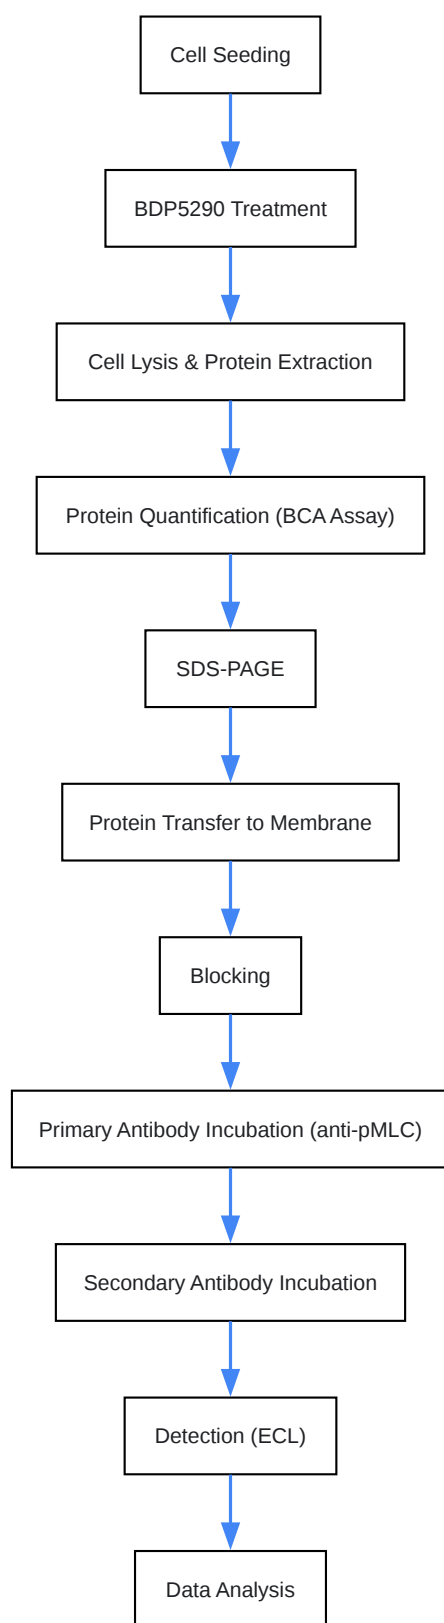 Cell Seeding
BDP5290 Treatment
Cell Lysis & Protein Extraction
Protein Quantification (BCA Assay)
SDS-PAGE
Protein Transfer to Membrane
Blocking
Primary Antibody Incubation (anti-pMLC)
Secondary Antibody Incubation
Detection (ECL)
Data Analysis